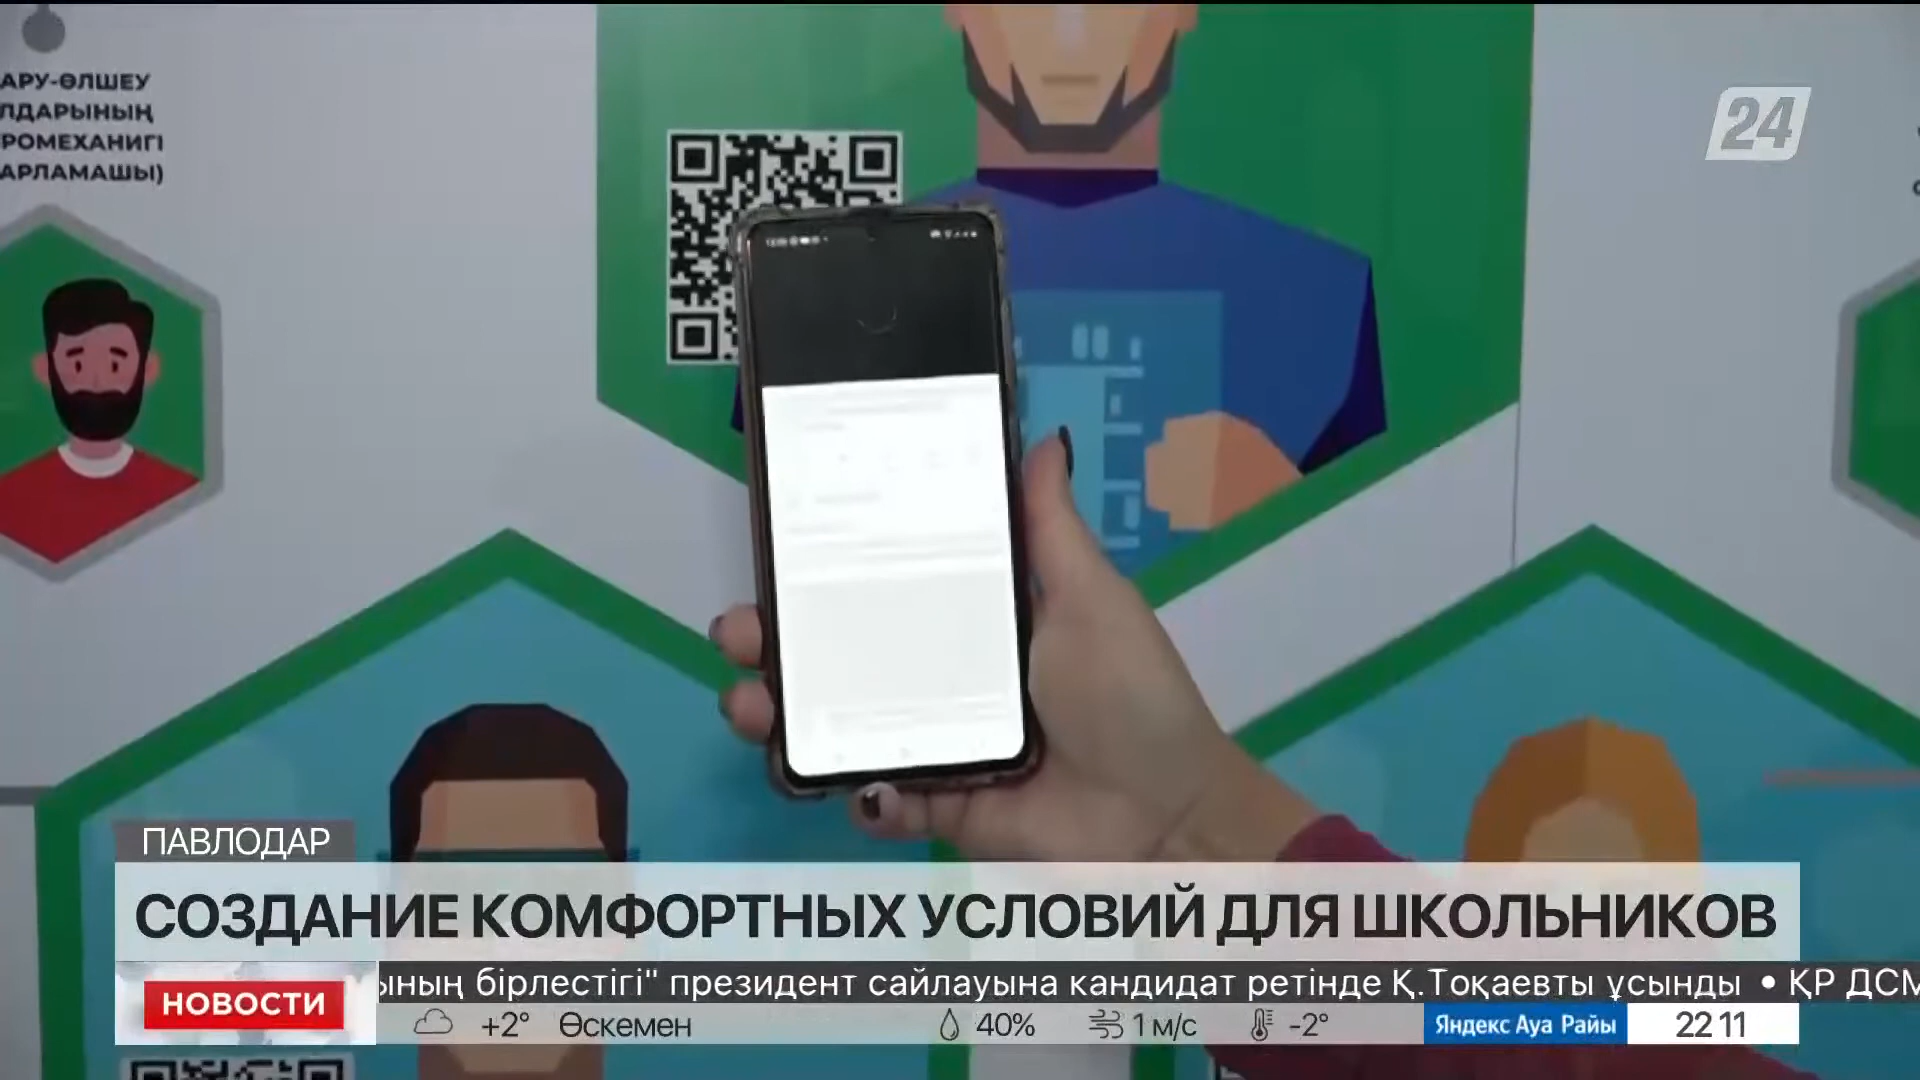 АРУ-ӨЛШЕУ
ЛДАРЫНЫҢ
РОМЕХАНИГІ
АРЛАМАШЫ)
24
ПАВЛОДАР
СОЗДАНИЕ КОМФОРТНЫХ УСЛОВИЙ ДЛЯ ШКОЛЬНИКОВ
НОВОСТИ
ының бірлестігі" президент сайлауына кандидат ретінде Қ.Тоқаевты ұсынды • ҚР ДСМ
+2° Өскемен 40% 1 м/с -2° Яндекс Ауа Райы 22 11